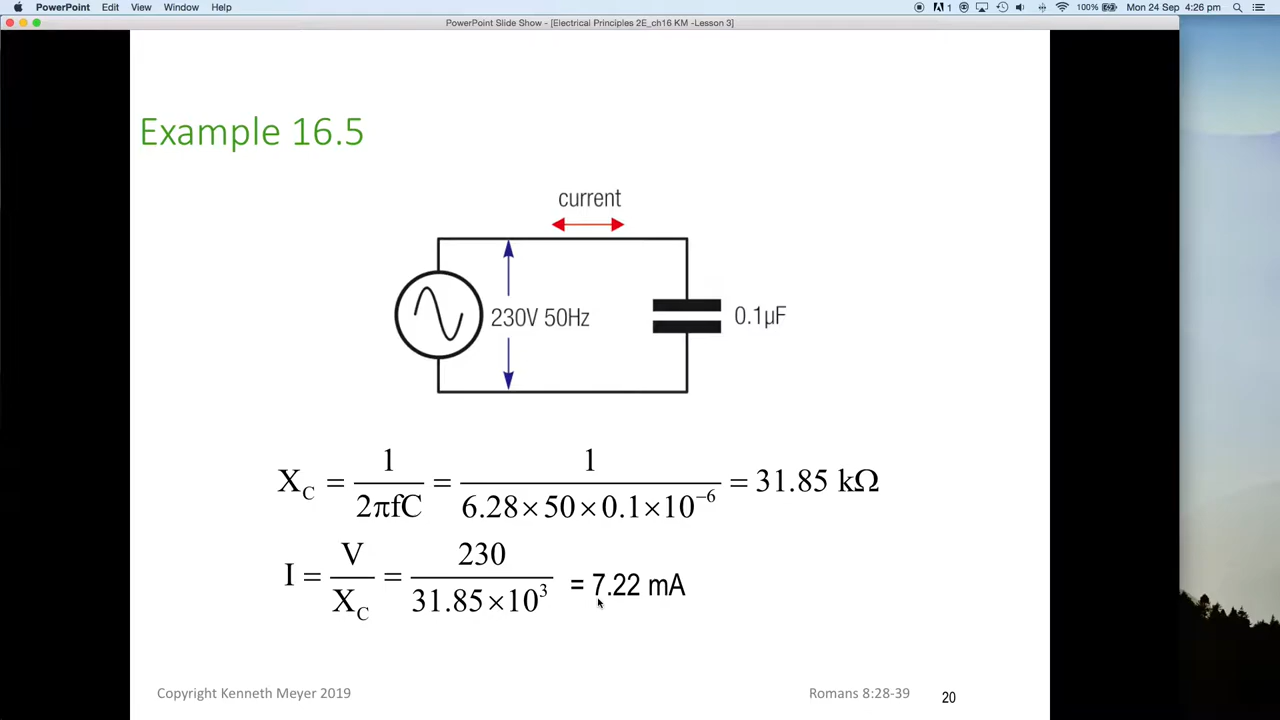 PowerPoint Edit View Window Help 1 100% Mon 24 Sep 4:26 pm
PowerPoint Slide Show - [Electrical Principles 2E_ch16 KM -Lesson 3]
Example 16.5
current
230V 50Hz
0.1µF
X_C = 1/(2πfC) = 1/(6.28×50×0.1×10⁻⁶) = 31.85 kΩ
I = V/X_C = 230/(31.85×10³) = 7.22 mA
Copyright Kenneth Meyer 2019 Romans 8:28-39 20